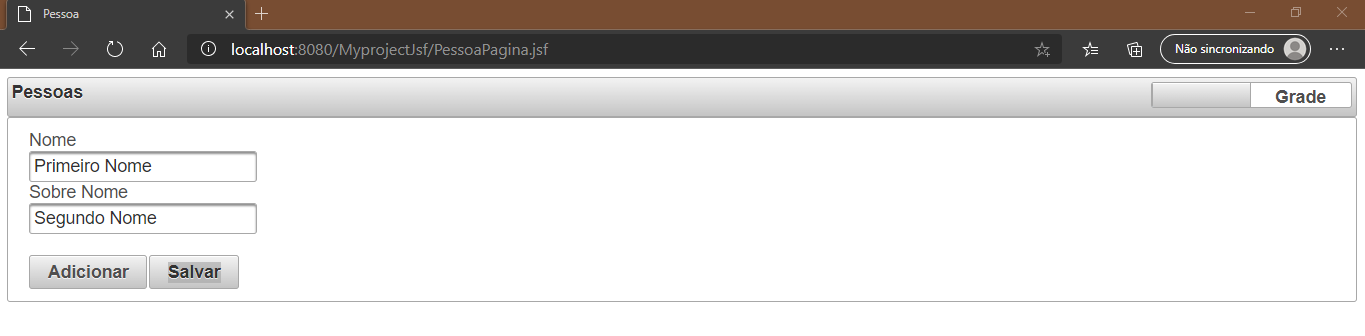 Pessoa
localhost:8080/MyprojectJsf/PessoaPagina.jsf
Não sincronizando
Pessoas
Grade
Nome
Primeiro Nome
Sobre Nome
Segundo Nome
Adicionar Salvar